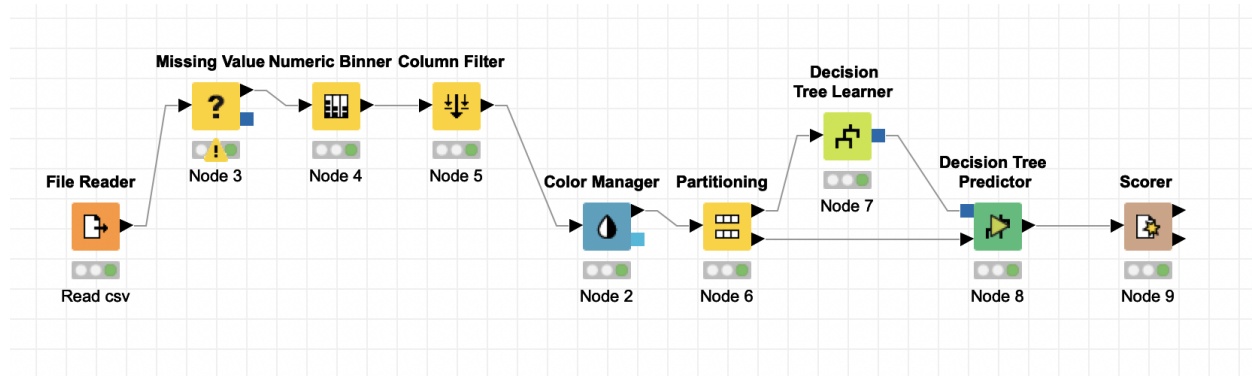 Missing Value Numeric Binner Column Filter
Decision
Tree Learner
?
!
Node 3
Node 4
Node 5
Node 7
File Reader
Color Manager
Partitioning
Decision Tree
Predictor
Scorer
Read csv
Node 2
Node 6
Node 8
Node 9